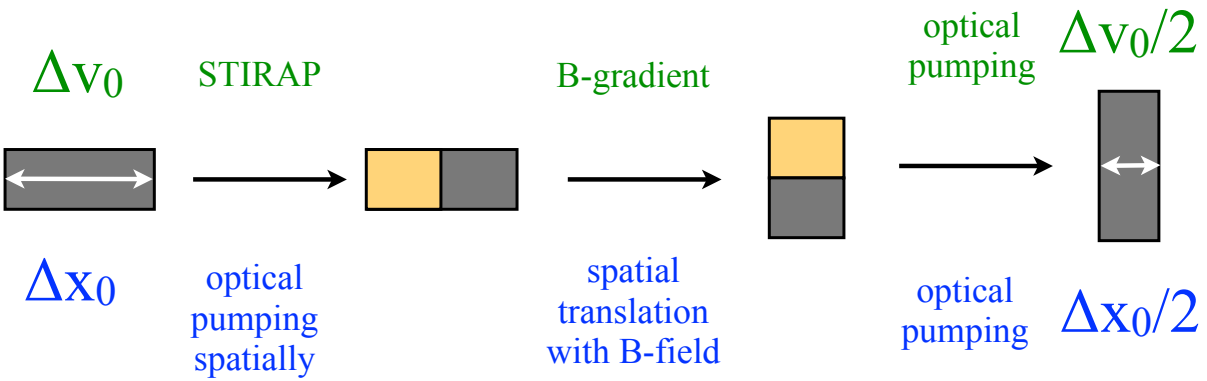 Δv₀
STIRAP
B-gradient
optical
pumping
Δv₀/2
Δx₀
optical
pumping
spatially
spatial
translation
with B-field
optical
pumping
Δx₀/2